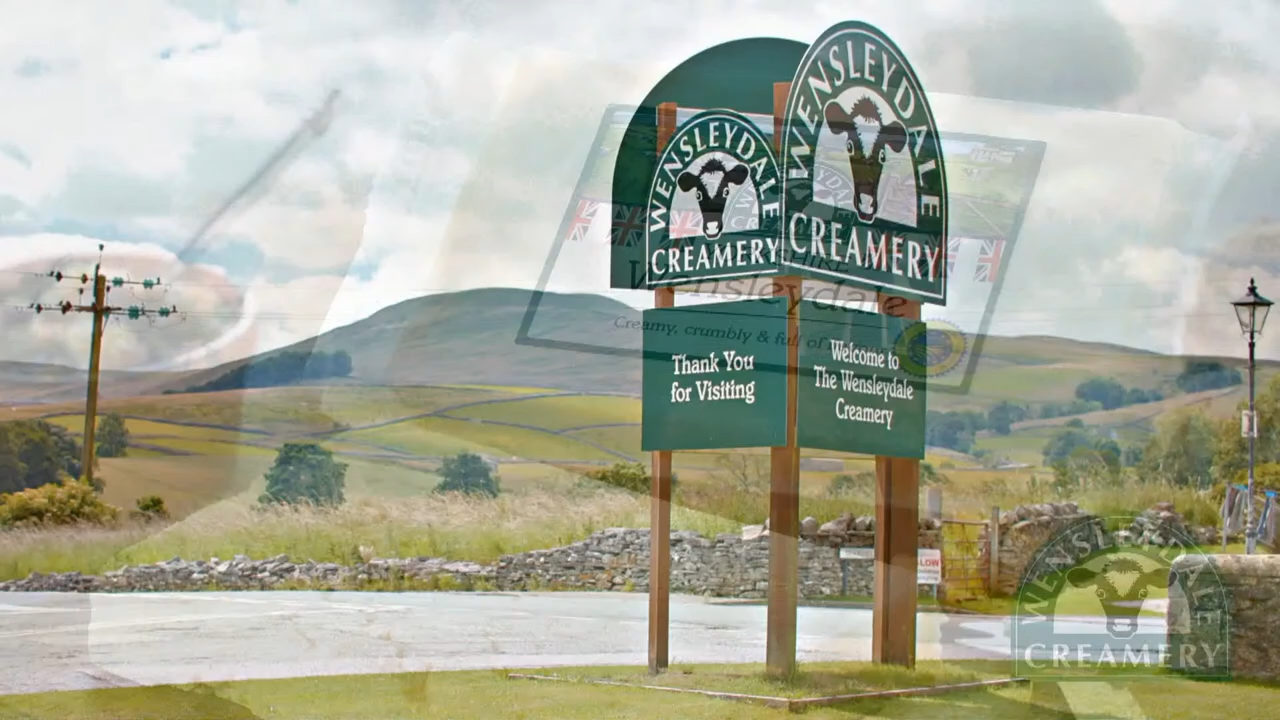 WENSLEYDALE
CREAMERY
WENSLEYDALE
CREAMERY
Wensleydale
Creamy, crumbly & full of
Thank You
for Visiting
Welcome to
The Wensleydale
Creamery
SLOW
WENSLEYDALE
CREAMERY